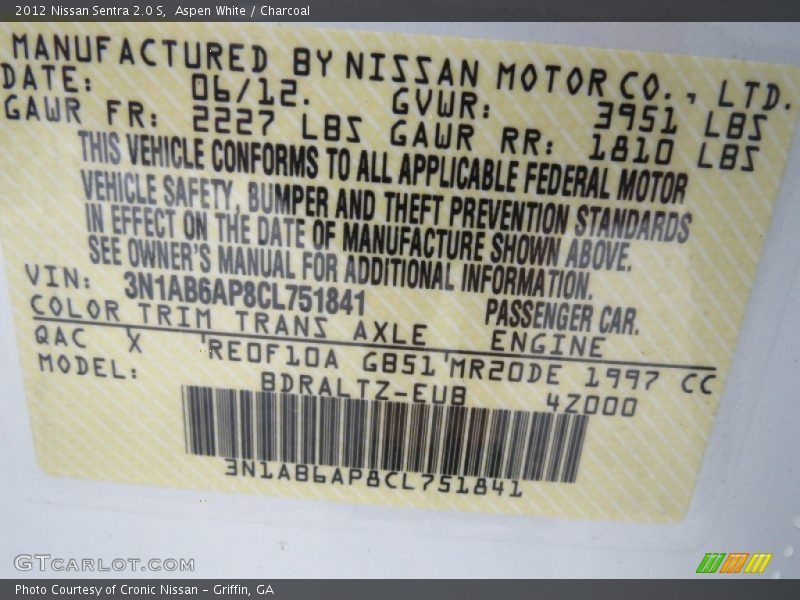 2012 Nissan Sentra 2.0 S,  Aspen White / Charcoal
MANUFACTURED BY NISSAN MOTOR CO., LTD.
DATE: 06/12. GVWR: 3951 LBS
GAWR FR: 2227 LBS GAWR RR: 1810 LBS
THIS VEHICLE CONFORMS TO ALL APPLICABLE FEDERAL MOTOR
VEHICLE SAFETY, BUMPER AND THEFT PREVENTION STANDARDS
IN EFFECT ON THE DATE OF MANUFACTURE SHOWN ABOVE.
SEE OWNER'S MANUAL FOR ADDITIONAL INFORMATION.
VIN: 3N1AB6AP8CL751841 PASSENGER CAR.
COLOR TRIM TRANS AXLE ENGINE
QAC X RE0F10A GB51 MR20DE 1997 CC
MODEL: BDRALTZ-EUB 4Z000
3N1AB6AP8CL751841
GTCARLOT.COM
Photo Courtesy of Cronic Nissan - Griffin, GA